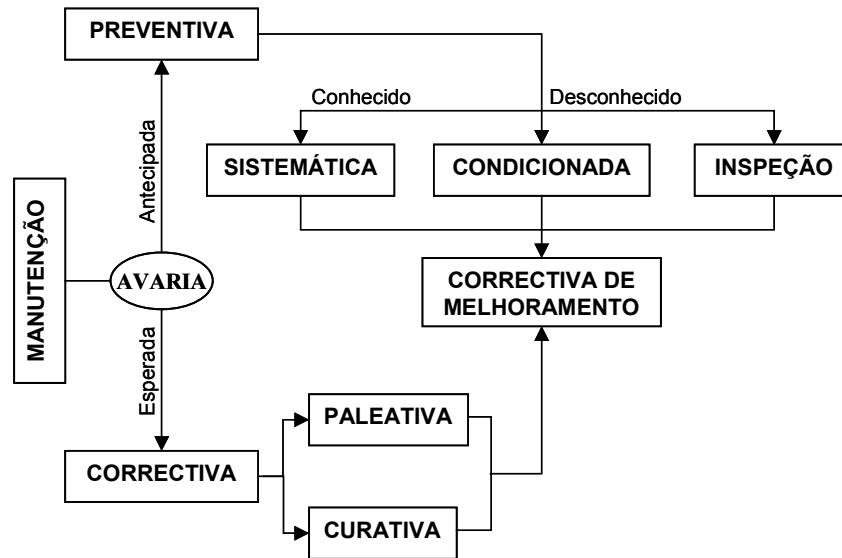 PREVENTIVA
Conhecido
Desconhecido
SISTEMÁTICA
CONDICIONADA
INSPEÇÃO
Antecipada
MANUTENÇÃO
AVARIA
CORRECTIVA DE
MELHORAMENTO
Esperada
PALEATIVA
CORRECTIVA
CURATIVA